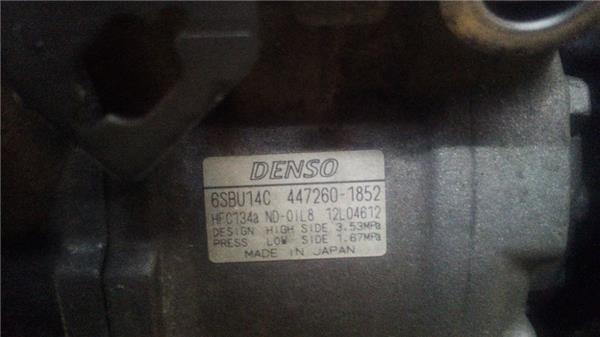 DENSO
6SBU14C 447260-1852
HFC134a ND-OIL8 12L04612
DESIGN HIGH SIDE 3.53MPa
PRESS LOW SIDE 1.67MPa
MADE IN JAPAN